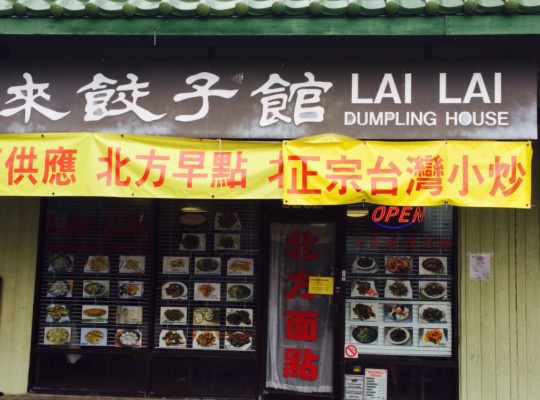 來餃子館 LAI LAI
DUMPLING HOUSE
供應 北方早點
正宗台灣小炒
OPEN
北方面點